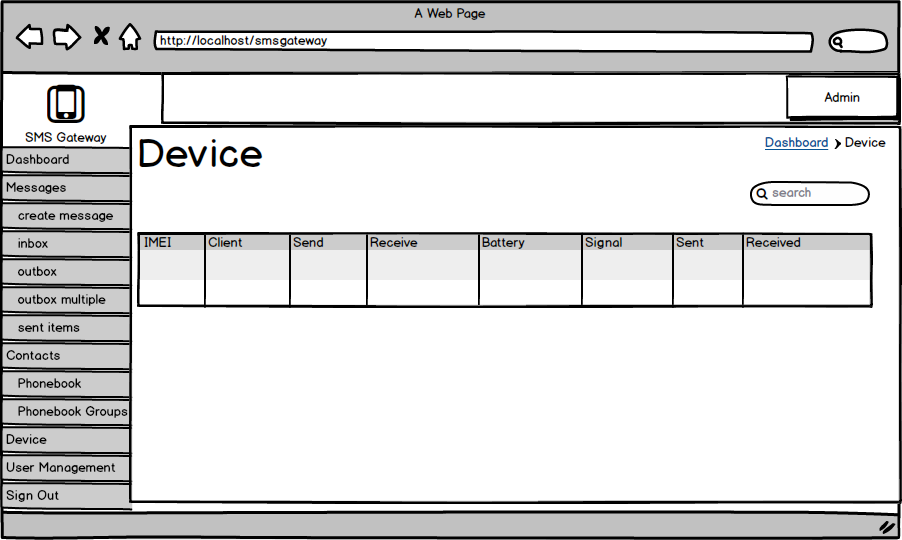 A Web Page
http://localhost/smsgateway
Admin
SMS Gateway
Dashboard
Messages
create message
inbox
outbox
outbox multiple
sent items
Contacts
Phonebook
Phonebook Groups
Device
User Management
Sign Out
Device
Dashboard > Device
search
IMEI Client Send Receive Battery Signal Sent Received